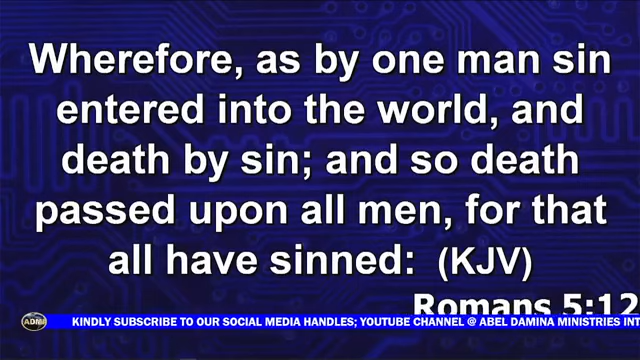 Wherefore, as by one man sin
entered into the world, and
death by sin; and so death
passed upon all men, for that
all have sinned: (KJV)
Romans 5:12
ADMI
KINDLY SUBSCRIBE TO OUR SOCIAL MEDIA HANDLES; YOUTUBE CHANNEL @ ABEL DAMINA MINISTRIES INT